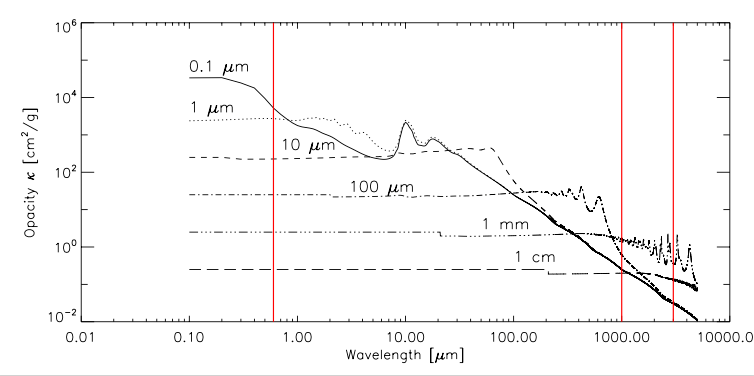 10^6
0.1 μm
10^4
1 μm
10 μm
10^2
100 μm
1 mm
10^0
1 cm
10^-2
Opacity κ [cm^2/g]
0.01 0.10 1.00 10.00 100.00 1000.00 10000.0
Wavelength [μm]